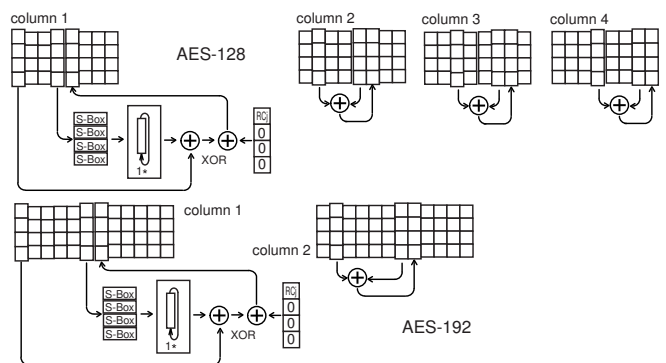 column 1
AES-128
column 2
column 3
column 4
S-Box
S-Box
S-Box
S-Box
1*
XOR
RCj
0
0
0
column 1
column 2
S-Box
S-Box
S-Box
S-Box
1*
XOR
RCj
0
0
0
AES-192